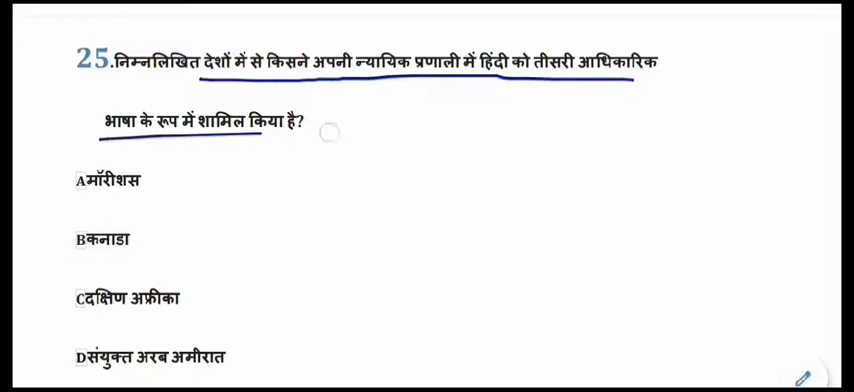 25.निम्नलिखित देशों में से किसने अपनी न्यायिक प्रणाली में हिंदी को तीसरी आधिकारिक
भाषा के रूप में शामिल किया है?
Aमॉरीशस
Bकनाडा
Cदक्षिण अफ्रीका
Dसंयुक्त अरब अमीरात